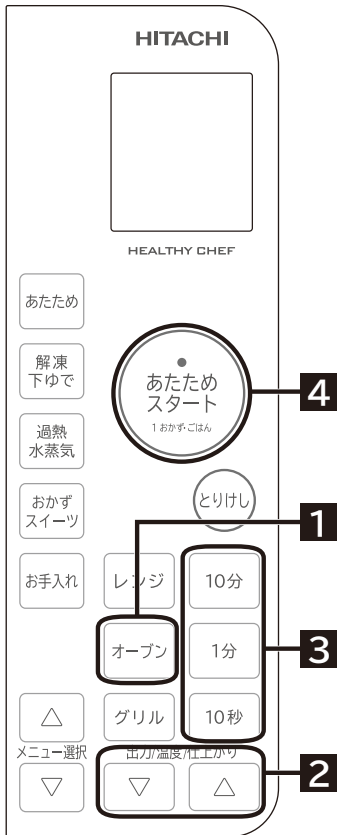 HITACHI
HEALTHY CHEF
あたため
解凍
下ゆで
過熱
水蒸気
おかず
スイーツ
お手入れ
あたため
スタート
1 おかず・ごはん
4
とりけし
1
レンジ
10分
オーブン
1分
3
グリル
10秒
メニュー選択
出力/温度/仕上がり
2